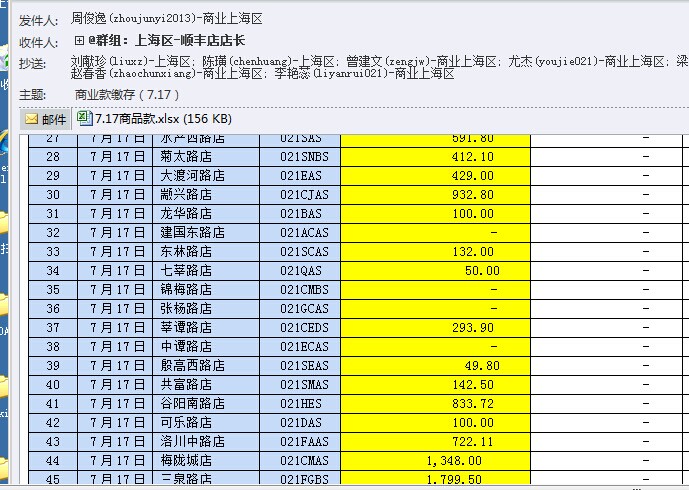 发件人: 周俊逸(zhoujunyi2013)-商业上海区
收件人: @群组: 上海区-顺丰店店长
抄送: 刘献珍(liuxz)-上海区; 陈璜(chenhuang)-上海区; 曾建文(zengjw)-商业上海区; 尤杰(youjie021)-商业上海区; 梁
赵春香(zhaochunxiang)-商业上海区; 李艳蕊(liyanrui021)-商业上海区
主题: 商业款缴存（7.17）
邮件 7.17商品款.xlsx (156 KB)
27 7月17日 水产西路店 021SAS 591.80 -
28 7月17日 菊太路店 021SNBS 412.10 -
29 7月17日 大渡河路店 021EAS 429.00 -
30 7月17日 颛兴路店 021CJAS 932.80 -
31 7月17日 龙华路店 021BAS 100.00 -
32 7月17日 建国东路店 021ACAS - -
33 7月17日 东林路店 021SCAS 132.00 -
34 7月17日 七莘路店 021QAS 50.00 -
35 7月17日 锦梅路店 021CMBS - -
36 7月17日 张杨路店 021GCAS - -
37 7月17日 莘谭路店 021CEDS 293.90 -
38 7月17日 中谭路店 021ECAS - -
39 7月17日 殷高西路店 021SEAS 49.80 -
40 7月17日 共富路店 021SMAS 142.50 -
41 7月17日 谷阳南路店 021HES 833.72 -
42 7月17日 可乐路店 021DAS 100.00 -
43 7月17日 洛川中路店 021FAAS 722.11 -
44 7月17日 梅陇城店 021CMAS 1,348.00 -
45 7月17日 三泉路店 021FGBS 1,799.50 -